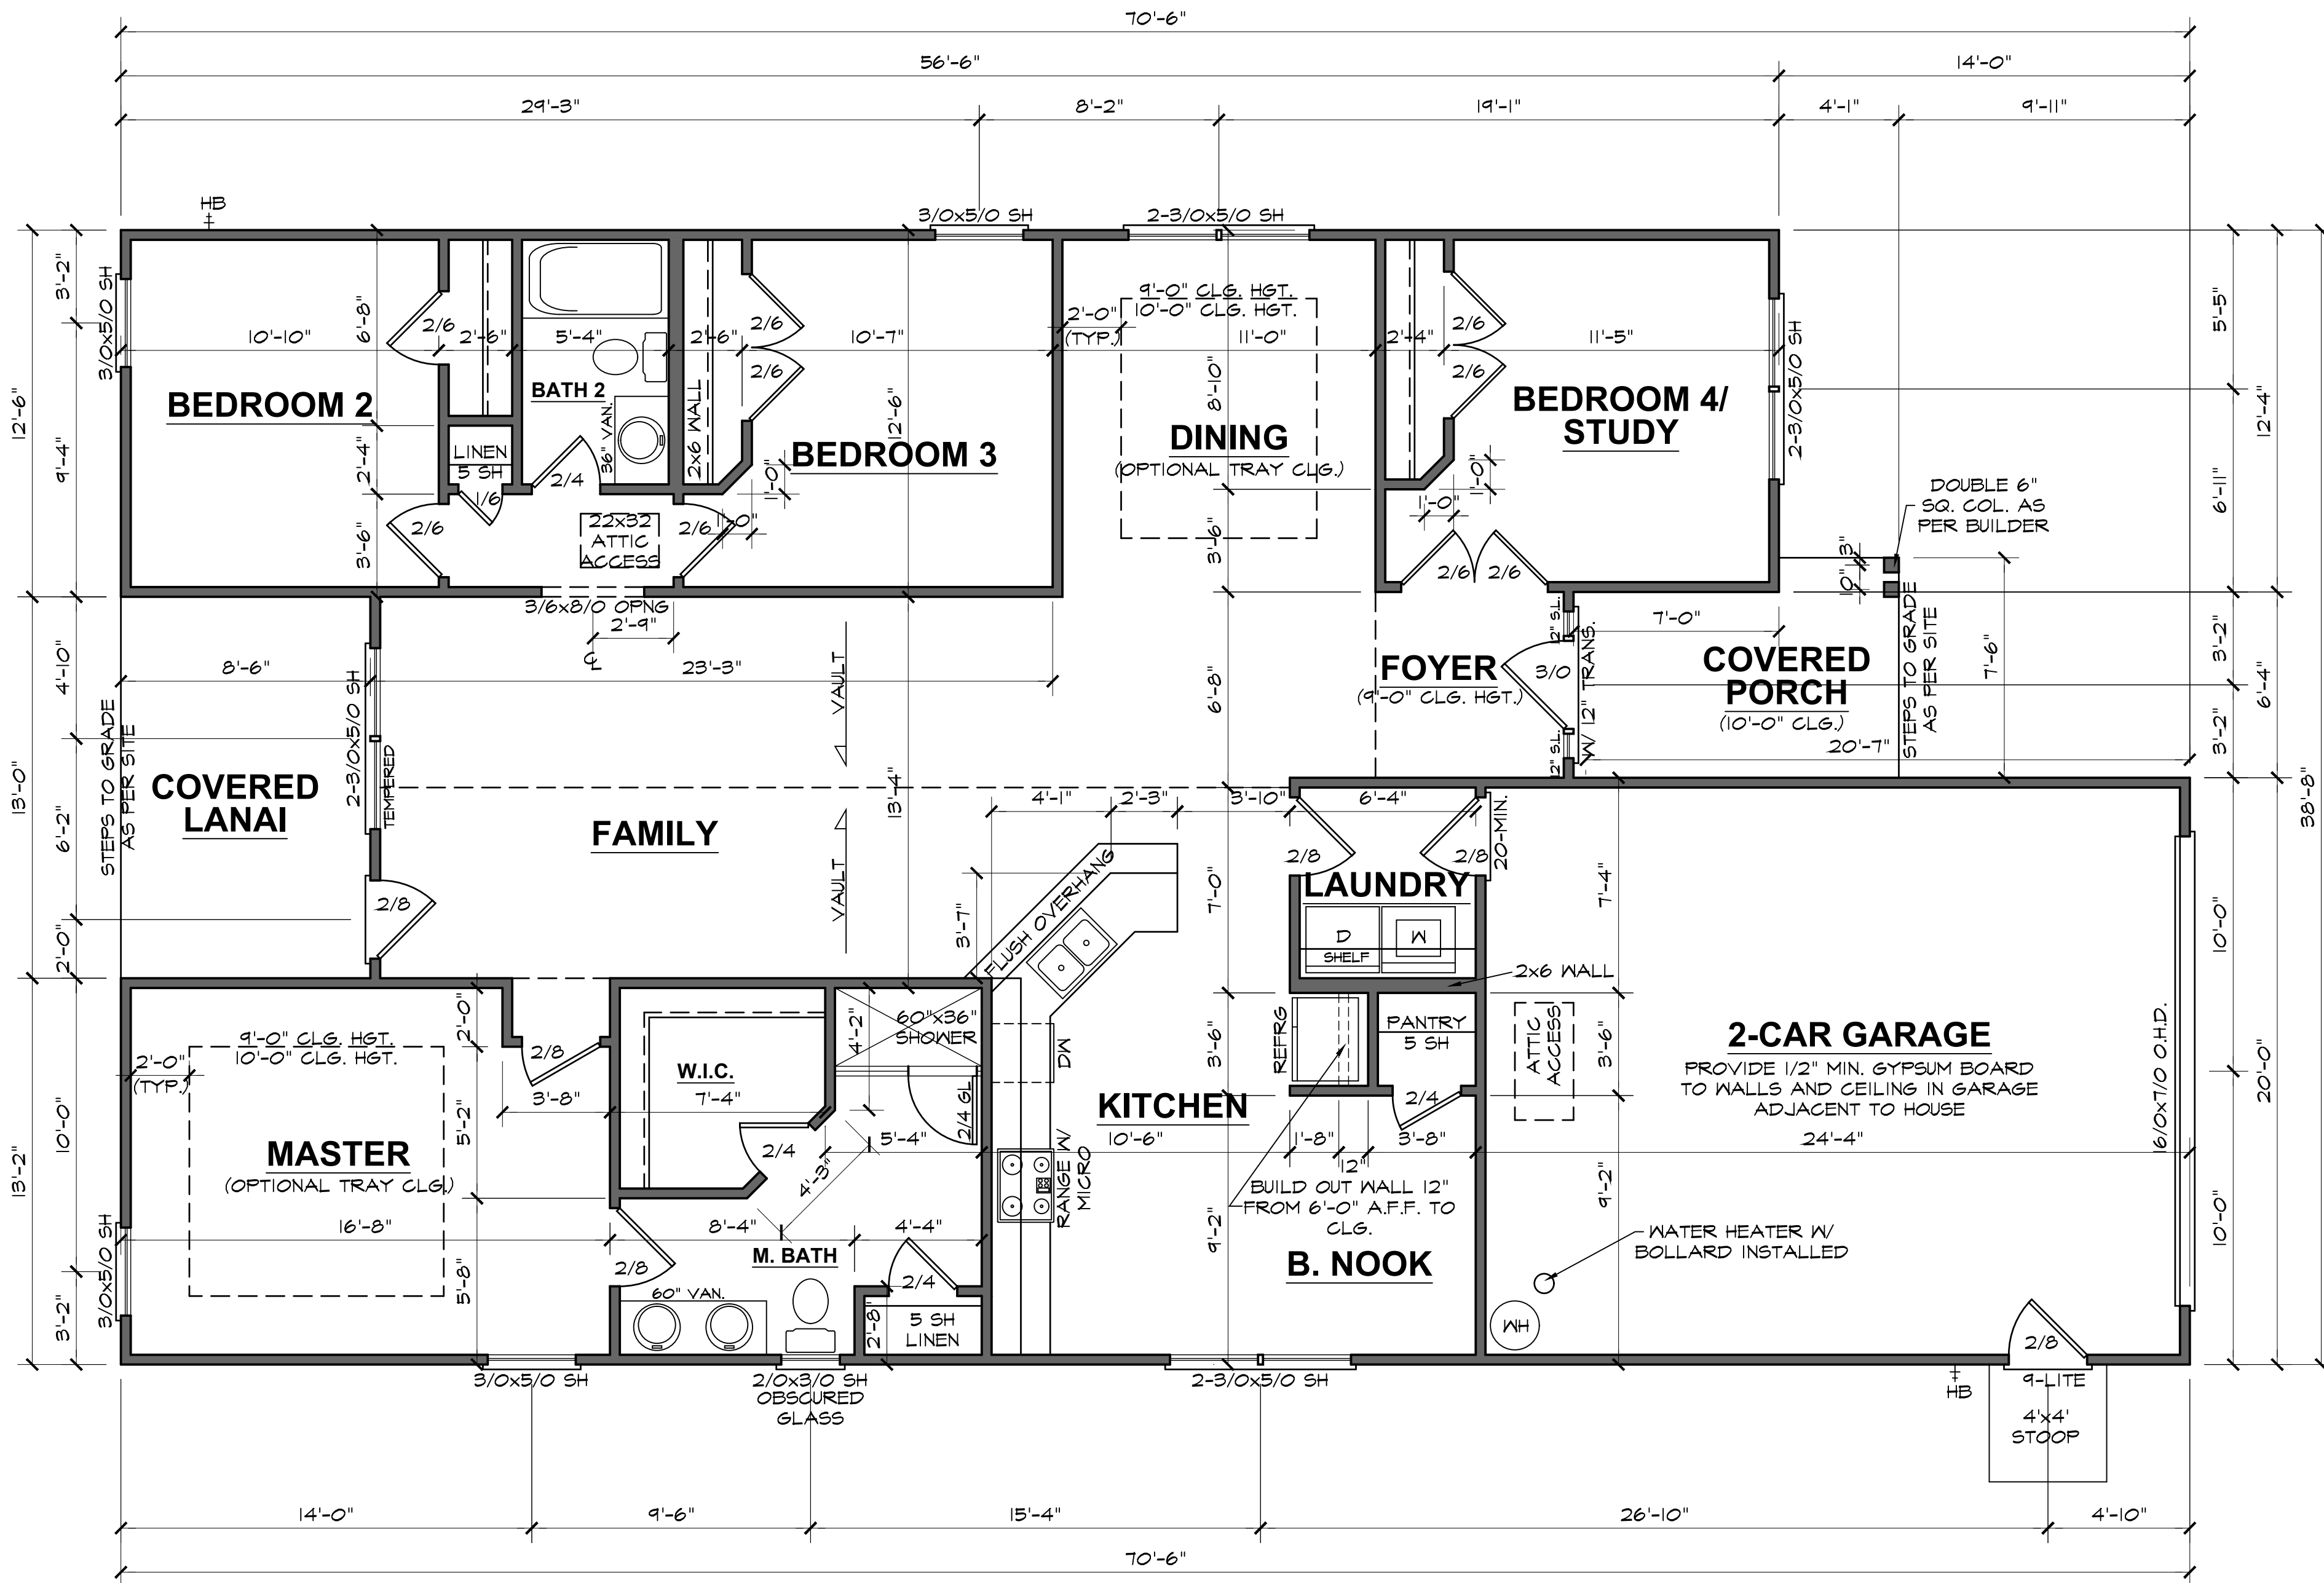 70'-6"
56'-6"
14'-0"
29'-3"
8'-2"
19'-1"
4'-1"
9'-11"
HB
3/0x5/0 SH
2-3/0x5/0 SH
3'-2"
3/0x5/0 SH
12'-6"
9'-4"
10'-10"
6'-8"
2/6
2'-6"
5'-4"
2'-6"
2/6
2/6
10'-7"
BEDROOM 2
2'-4"
3'-6"
LINEN
5 SH
1/6
2/6
BATH 2
36" VAN.
2/4
2x6 WALL
12'-6"
BEDROOM 3
1'-0"
1'-0"
2/6
22x32
ATTIC
ACCESS
3/6x8/0 OPNG
2'-9"
9'-0" CLG. HGT.
10'-0" CLG. HGT.
2'-0"
(TYP.)
11'-0"
8'-10"
DINING
(OPTIONAL TRAY CLG.)
3'-6"
2'-4"
2/6
2/6
11'-5"
BEDROOM 4/
STUDY
2-3/0x5/0 SH
1'-0"
1'-0"
2/6
2/6
5'-5"
12'-4"
6'-11"
DOUBLE 6"
SQ. COL. AS
PER BUILDER
3"
10"
7'-6"
STEPS TO GRADE
AS PER SITE
7'-0"
COVERED
PORCH
(10'-0" CLG.)
20'-7"
12" S.L.
12" S.L.
W/ 12" TRANS.
3/0
FOYER
(9'-0" CLG. HGT.)
6'-8"
3'-2"
3'-2"
6'-4"
38'-8"
13'-0"
4'-10"
6'-2"
2'-0"
8'-6"
STEPS TO GRADE
AS PER SITE
COVERED
LANAI
2-3/0x5/0 SH
TEMPERED
2/8
23'-3"
VAULT
VAULT
FAMILY
13'-4"
4'-1"
2'-3"
3'-10"
6'-4"
3'-7"
FLUSH OVERHANG
7'-0"
2/8
2/8
20-MIN.
LAUNDRY
D
W
SHELF
2x6 WALL
7'-4"
10'-0"
20'-0"
10'-0"
13'-2"
10'-0"
3'-2"
3/0x5/0 SH
9'-0" CLG. HGT.
10'-0" CLG. HGT.
2'-0"
(TYP.)
MASTER
(OPTIONAL TRAY CLG.)
16'-8"
2'-0"
2/8
3'-8"
5'-2"
5'-8"
W.I.C.
7'-4"
2/4
4'-2"
60"x36"
SHOWER
2/4 GL
5'-4"
4'-3"
8'-4"
4'-4"
M. BATH
2/8
60" VAN.
2/4
2'-8"
5 SH
LINEN
DW
RANGE W/
MICRO
KITCHEN
10'-6"
REFRG
3'-6"
PANTRY
5 SH
2/4
1'-8"
12"
3'-8"
BUILD OUT WALL 12"
FROM 6'-0" A.F.F. TO
CLG.
9'-2"
B. NOOK
ATTIC
ACCESS
3'-6"
9'-2"
2-CAR GARAGE
PROVIDE 1/2" MIN. GYPSUM BOARD
TO WALLS AND CEILING IN GARAGE
ADJACENT TO HOUSE
24'-4"
16/0x7/0 O.H.D.
WATER HEATER W/
BOLLARD INSTALLED
WH
2/8
3/0x5/0 SH
2/0x3/0 SH
OBSCURED
GLASS
2-3/0x5/0 SH
HB
9-LITE
4'x4'
STOOP
14'-0"
9'-6"
15'-4"
26'-10"
4'-10"
70'-6"